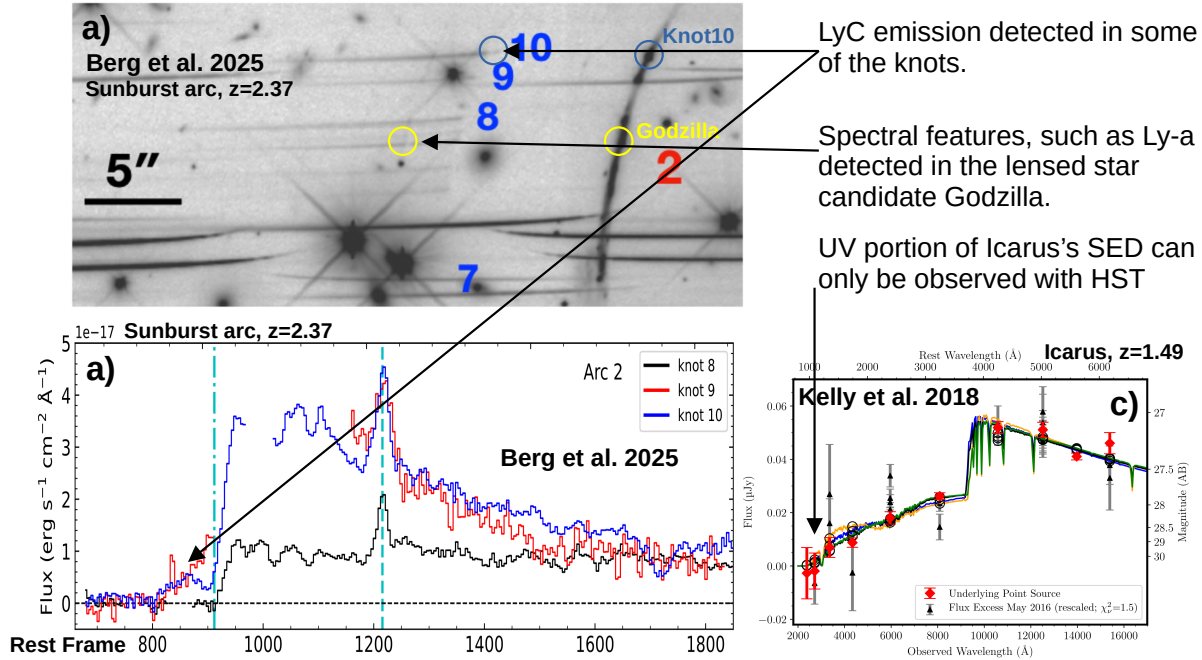 a)
Berg et al. 2025
Sunburst arc, z=2.37
5″
10
9
8
7
Knot10
Godzilla
2
LyC emission detected in some
of the knots.
Spectral features, such as Ly-a
detected in the lensed star
candidate Godzilla.
UV portion of Icarus's SED can
only be observed with HST
1e−17
Sunburst arc, z=2.37
a)
Arc 2
knot 8
knot 9
knot 10
Berg et al. 2025
Flux (erg s⁻¹ cm⁻² Å⁻¹)
5
4
3
2
1
0
Rest Frame
800
1000
1200
1400
1600
1800
Rest Wavelength (Å)
Icarus, z=1.49
1000
2000
3000
4000
5000
6000
Kelly et al. 2018
c)
Flux (μJy)
0.06
0.04
0.02
0.00
−0.02
27
27.5
28
28.5
29
30
Magnitude (AB)
Underlying Point Source
Flux Excess May 2016 (rescaled; χ²ᵥ=1.5)
2000
4000
6000
8000
10000
12000
14000
16000
Observed Wavelength (Å)